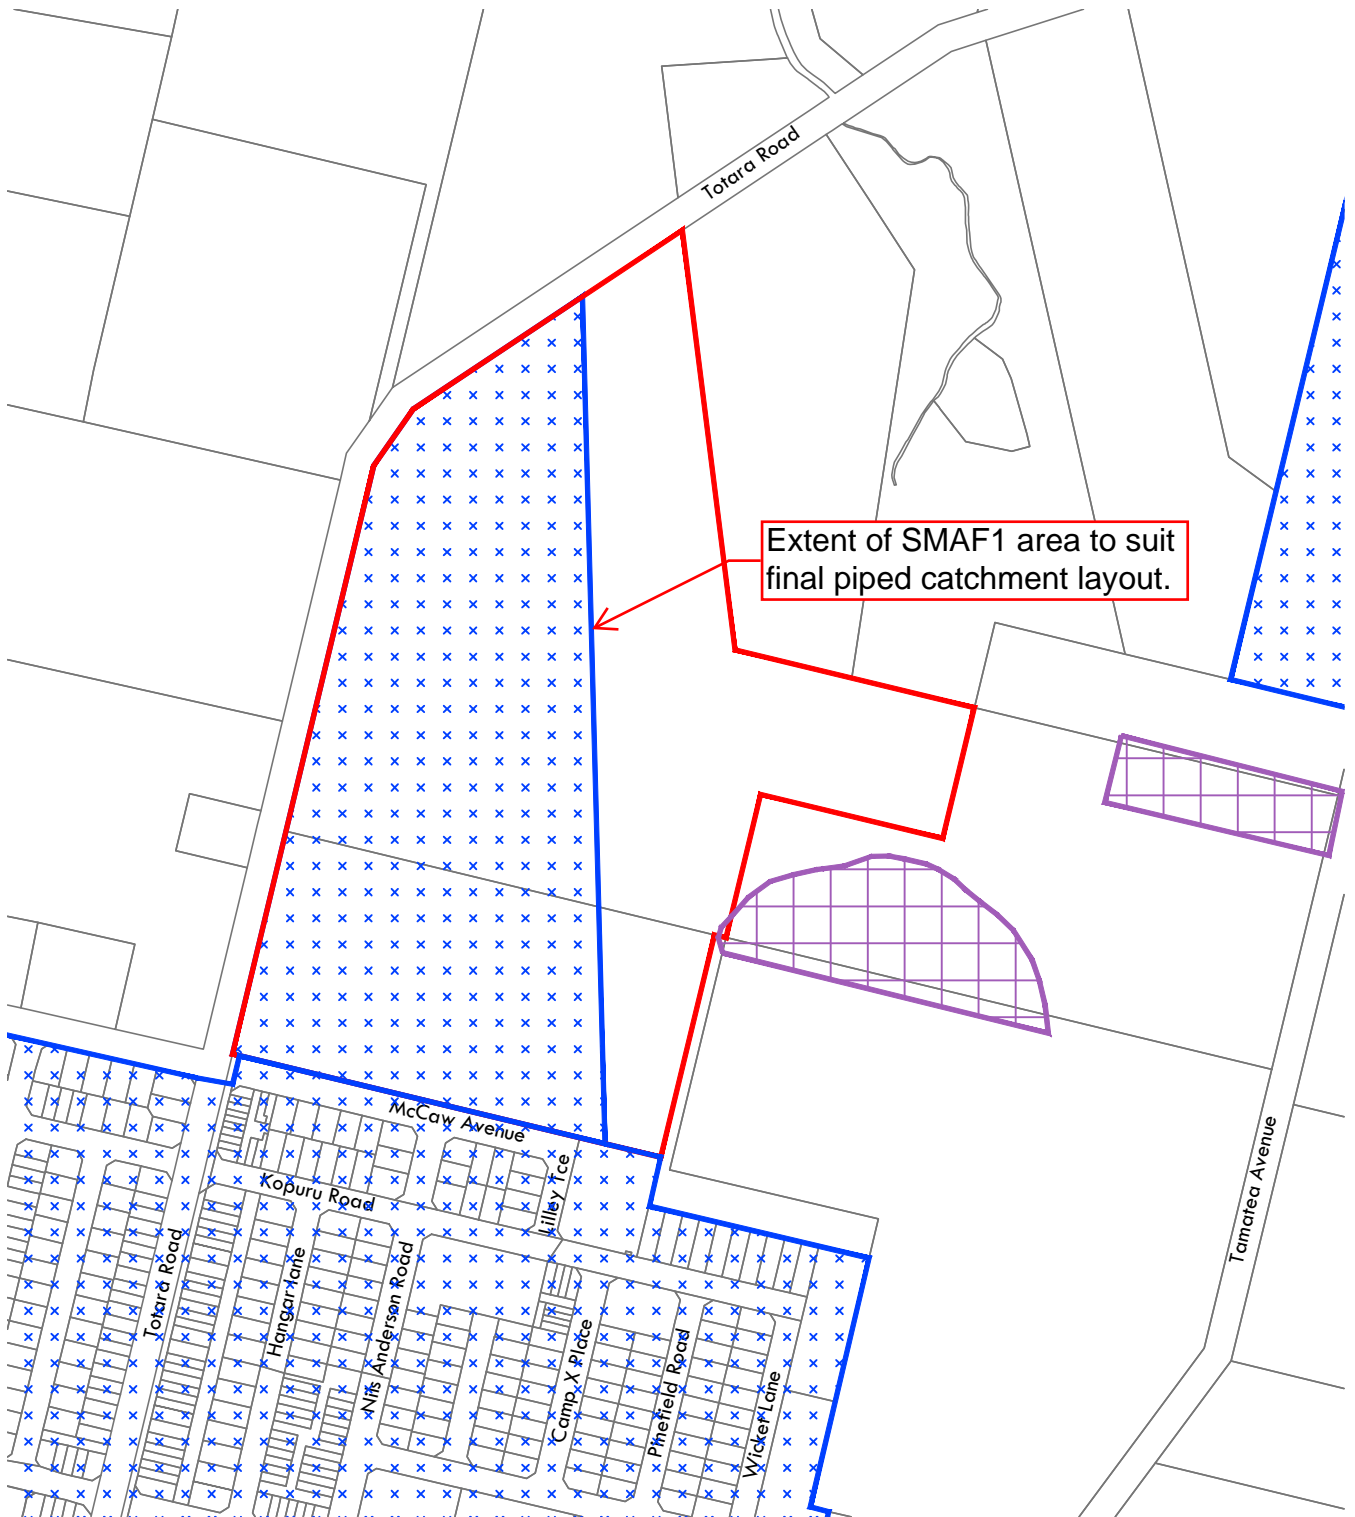 Totara Road
Extent of SMAF1 area to suit
final piped catchment layout.
McCaw Avenue
Kopuru Road
Lilley Tce
Tamatea Avenue
Totara Road
Hangar lane
Nils Anderson Road
Camp X Place
Pinefield Road
Wicket Lane